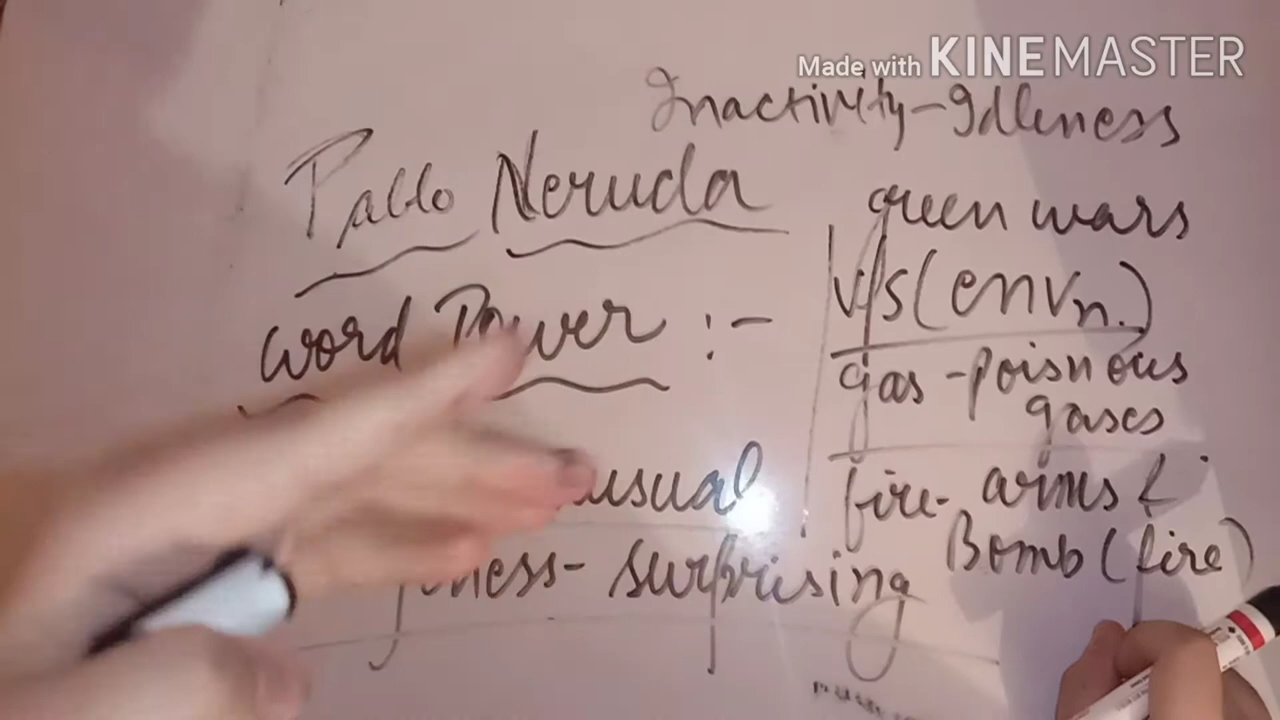 Made with KINEMASTER
Inactivity - Idleness
Pablo Neruda
green wars
v/s (envn.)
word Power :-
gas - poisnous
gases
usual
fire - arms &
Bomb (fire)
ness - surprising